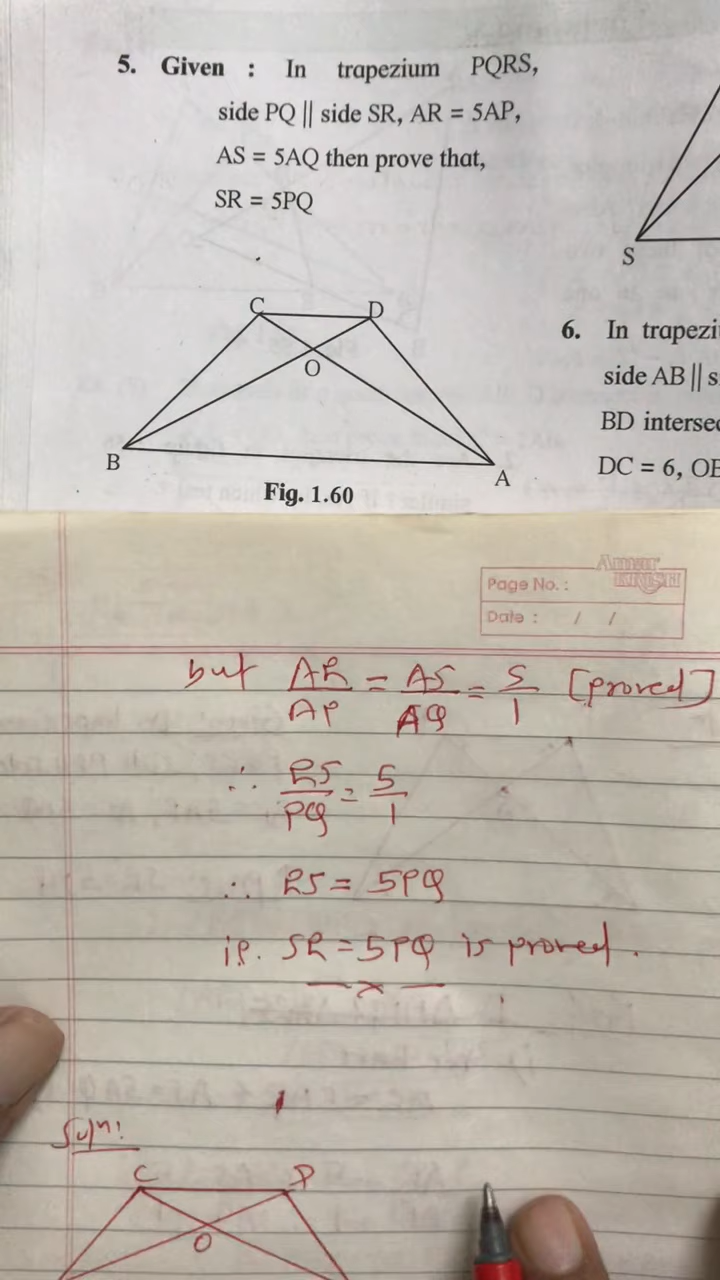 5. Given : In trapezium PQRS,
side PQ || side SR, AR = 5AP,
AS = 5AQ then prove that,
SR = 5PQ
S
C D
O
B A
Fig. 1.60
6. In trapezi
side AB || s
BD interse
DC = 6, OB
Page No. :
Date : / /
but AR/AP = AS/AQ = 5/1 [proved]
∴ RS/PQ = 5/1
∴ RS = 5PQ
i.e. SR = 5PQ is proved.
Soln:
C D
O